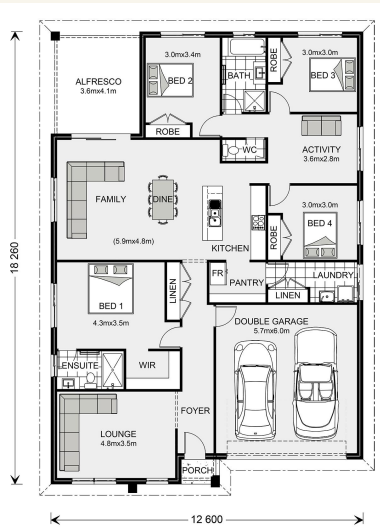 ALFRESCO
3.6mx4.1m
3.0mx3.4m
BED 2
ROBE
BATH
ROBE
3.0mx3.0m
BED 3
WC
ACTIVITY
3.6mx2.8m
FAMILY
DINE
(5.9mx4.8m)
KITCHEN
3.0mx3.0m
BED 4
ROBE
18 260
BED 1
4.3mx3.5m
LINEN
FR
PANTRY
LAUNDRY
LINEN
DOUBLE GARAGE
5.7mx6.0m
ENSUITE
WIR
FOYER
LOUNGE
4.8mx3.5m
PORCH
12 600